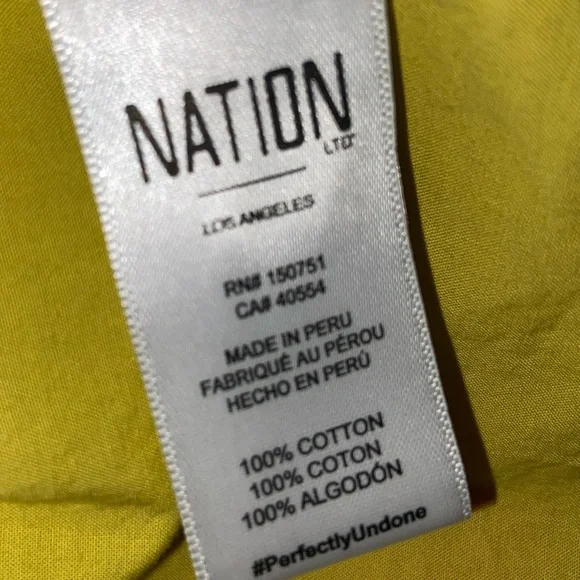 NATION
LTD
LOS ANGELES
RN# 150751
CA# 40554
MADE IN PERU
FABRIQUÉ AU PÉROU
HECHO EN PERÚ
100% COTTON
100% COTON
100% ALGODÓN
#PerfectlyUndone